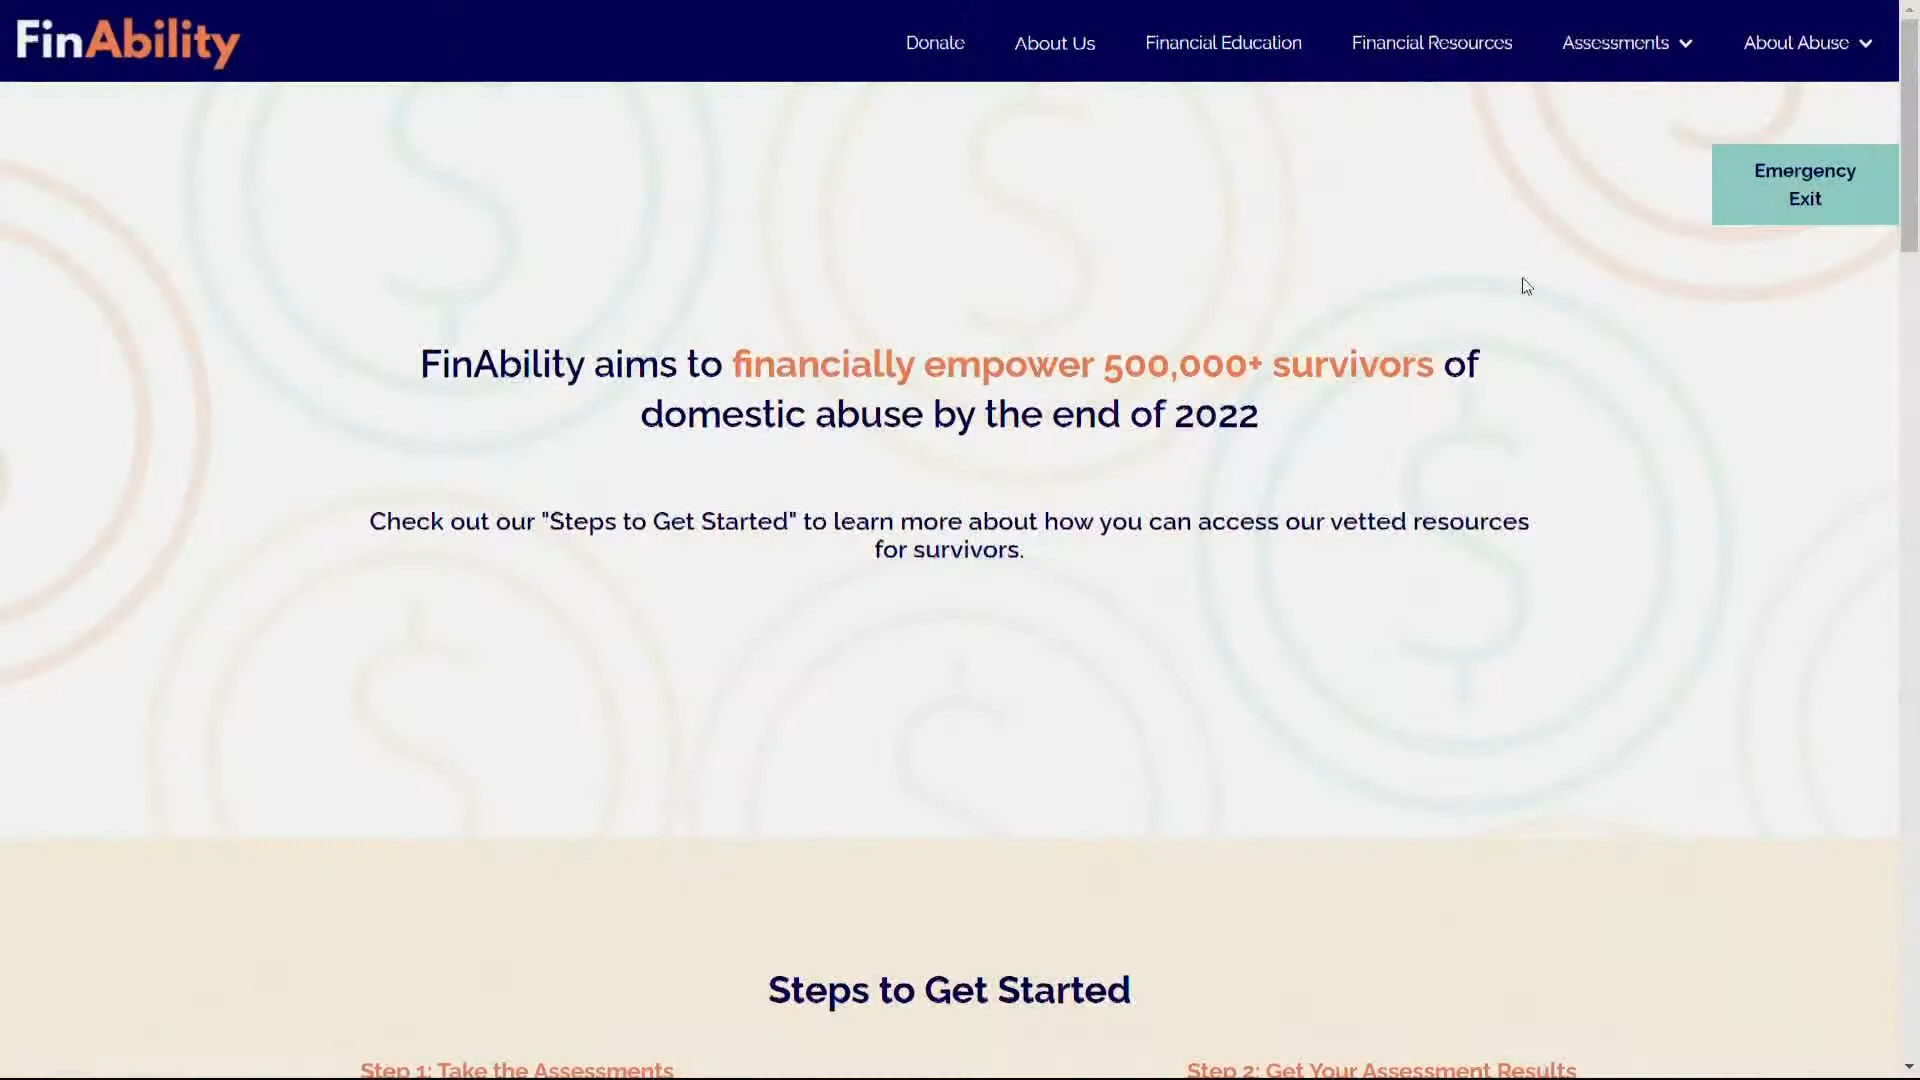 FinAbility
Donate
About Us
Financial Education
Financial Resources
Assessments
About Abuse
Emergency
Exit
FinAbility aims to financially empower 500,000+ survivors of
domestic abuse by the end of 2022
Check out our "Steps to Get Started" to learn more about how you can access our vetted resources
for survivors.
Steps to Get Started
Step 1: Take the Assessments
Step 2: Get Your Assessment Results